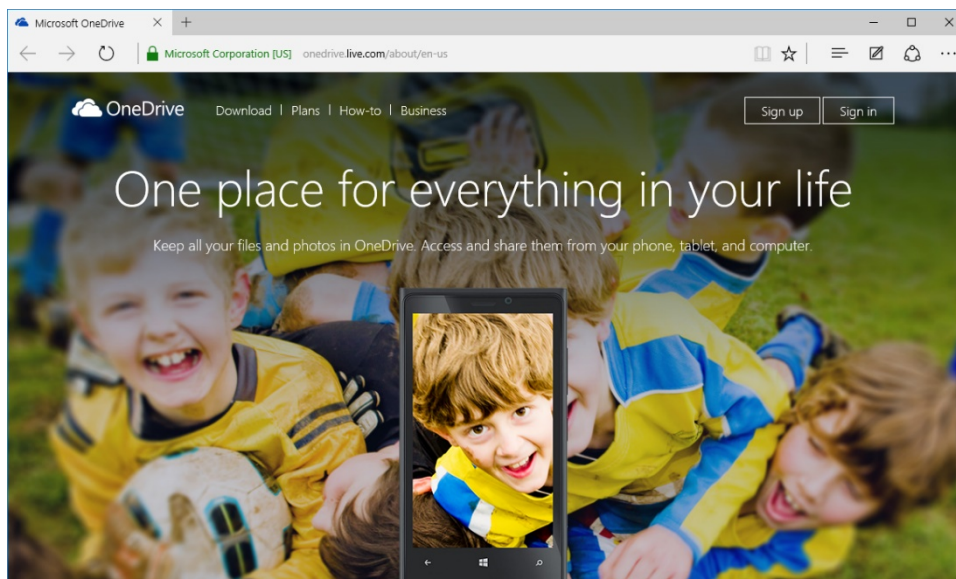 Microsoft OneDrive
Microsoft Corporation [US] onedrive.live.com/about/en-us
OneDrive Download | Plans | How-to | Business Sign up Sign in
One place for everything in your life
Keep all your files and photos in OneDrive. Access and share them from your phone, tablet, and computer.